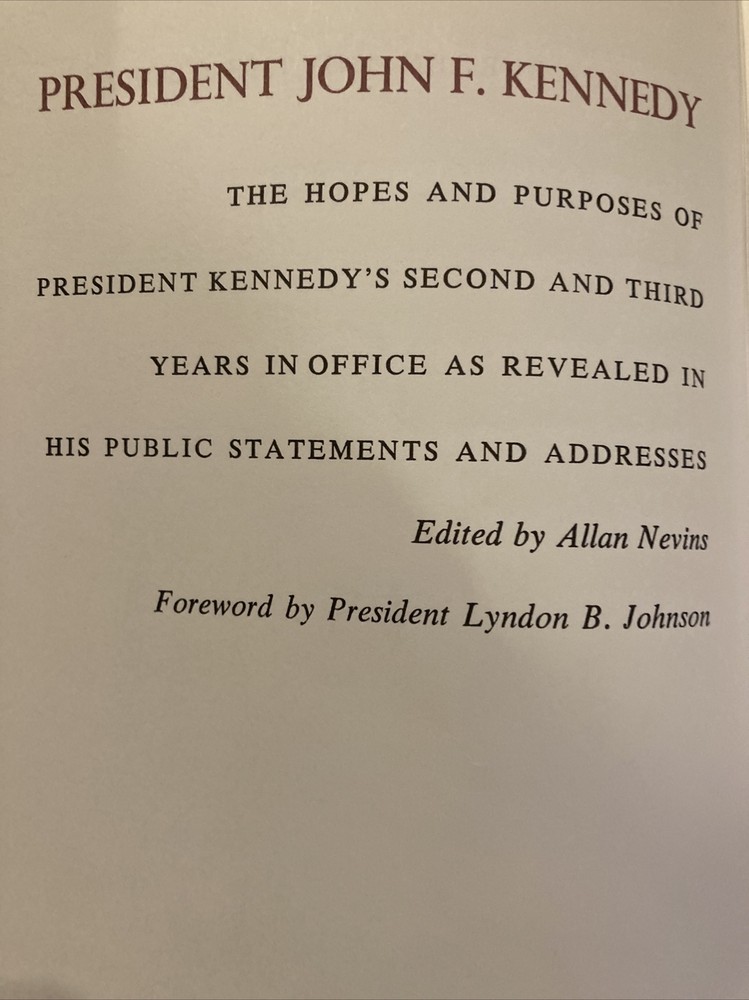 PRESIDENT JOHN F. KENNEDY
THE HOPES AND PURPOSES OF
PRESIDENT KENNEDY'S SECOND AND THIRD
YEARS IN OFFICE AS REVEALED IN
HIS PUBLIC STATEMENTS AND ADDRESSES
Edited by Allan Nevins
Foreword by President Lyndon B. Johnson